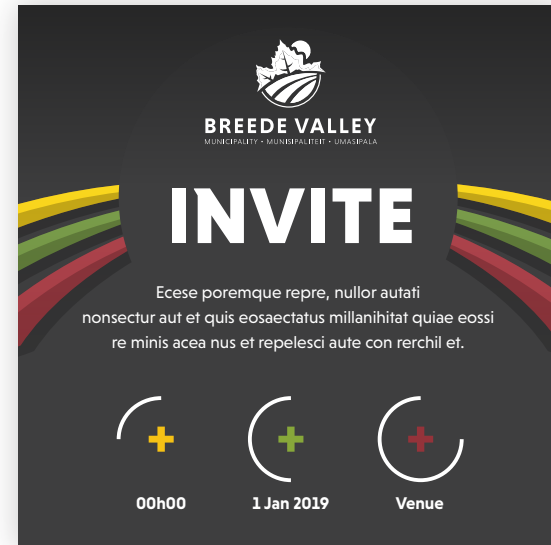 BREEDE VALLEY
MUNICIPALITY • MUNISIPALITEIT • UMASIPALA
INVITE
Ecese poremque repre, nullor autati
nonsectur aut et quis eosaectatus millanihitat quiae eossi
re minis acea nus et repelesci aute con rerchil et.
00h00
1 Jan 2019
Venue